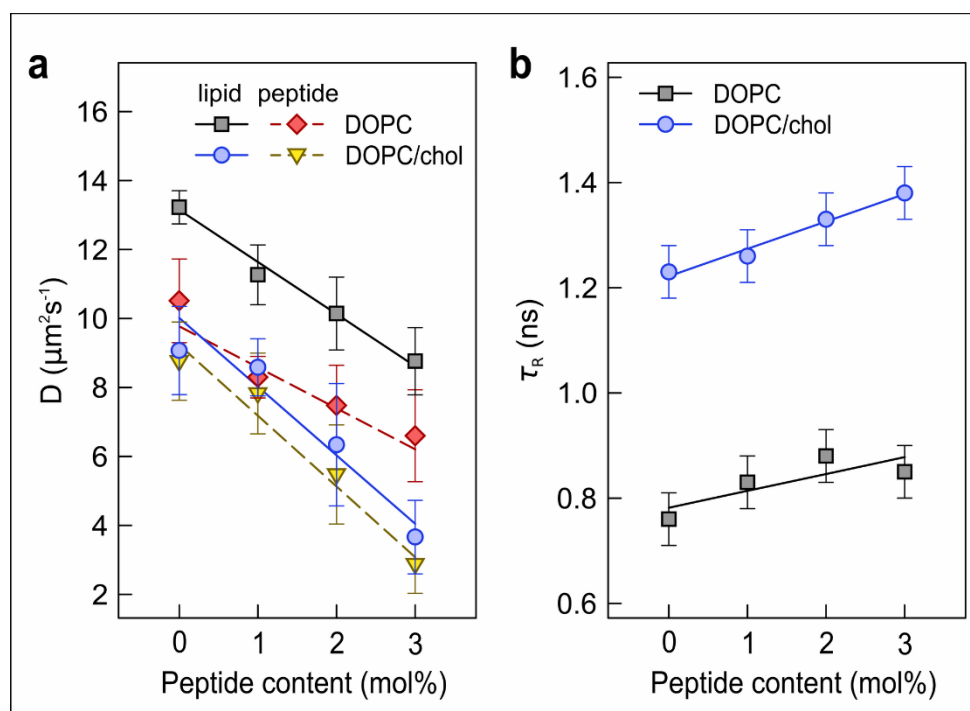 a
lipid peptide
DOPC
DOPC/chol
D (μm²s⁻¹)
16
14
12
10
8
6
4
2
0 1 2 3
Peptide content (mol%)
b
DOPC
DOPC/chol
τR (ns)
1.6
1.4
1.2
1.0
0.8
0.6
0 1 2 3
Peptide content (mol%)